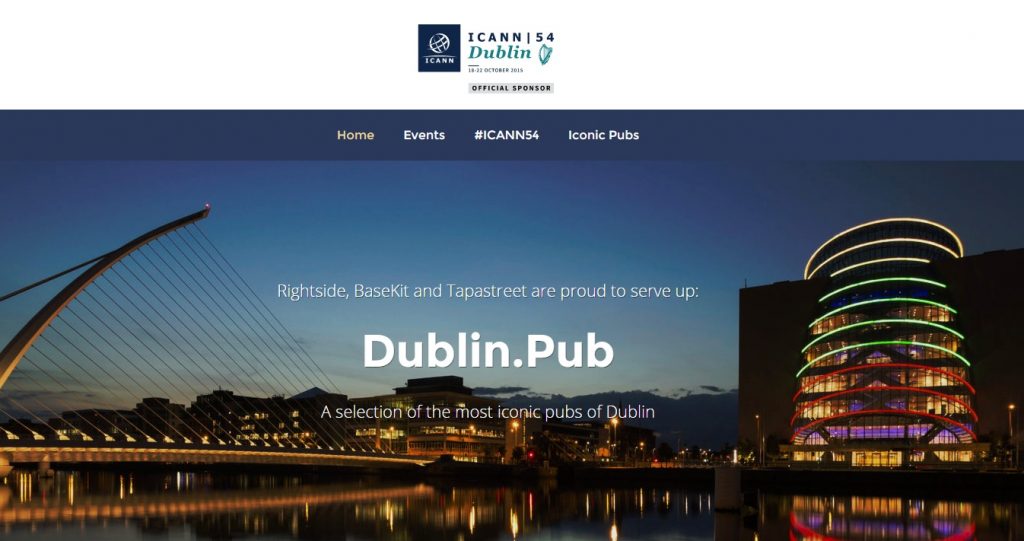 ICANN
ICANN|54
Dublin
18-22 OCTOBER 2015
OFFICIAL SPONSOR
Home Events #ICANN54 Iconic Pubs
Rightside, BaseKit and Tapastreet are proud to serve up:
Dublin.Pub
A selection of the most iconic pubs of Dublin